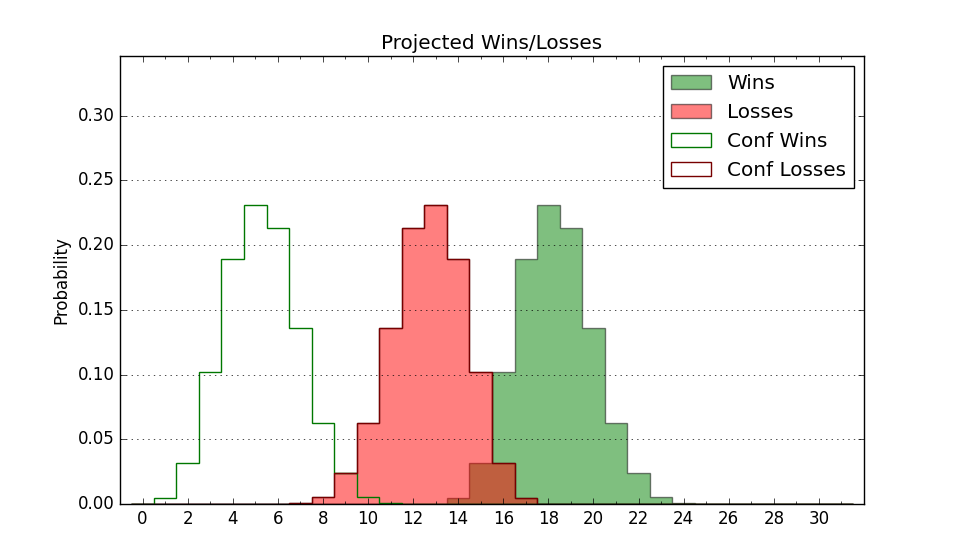 Projected Wins/Losses
Wins
Losses
Conf Wins
Conf Losses
Probability
0.30
0.25
0.20
0.15
0.10
0.05
0.00
0 2 4 6 8 10 12 14 16 18 20 22 24 26 28 30